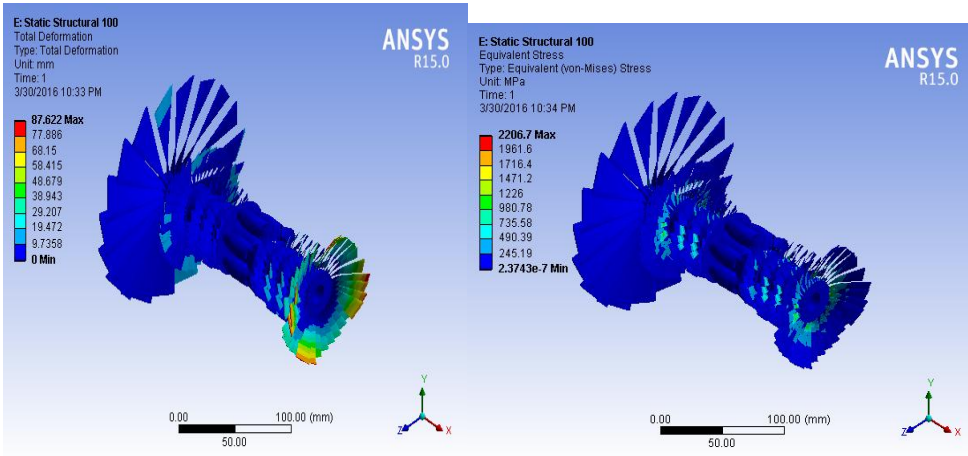 E: Static Structural 100
Total Deformation
Type: Total Deformation
Unit: mm
Time: 1
3/30/2016 10:33 PM
ANSYS
R15.0
87.622 Max
77.886
68.15
58.415
48.679
38.943
29.207
19.472
9.7358
0 Min
0.00
100.00 (mm)
50.00
Y
Z
X
E: Static Structural 100
Equivalent Stress
Type: Equivalent (von-Mises) Stress
Unit: MPa
Time: 1
3/30/2016 10:34 PM
ANSYS
R15.0
2206.7 Max
1961.6
1716.4
1471.2
1226
980.78
735.58
490.39
245.19
2.3743e-7 Min
0.00
100.00 (mm)
50.00
Y
Z
X